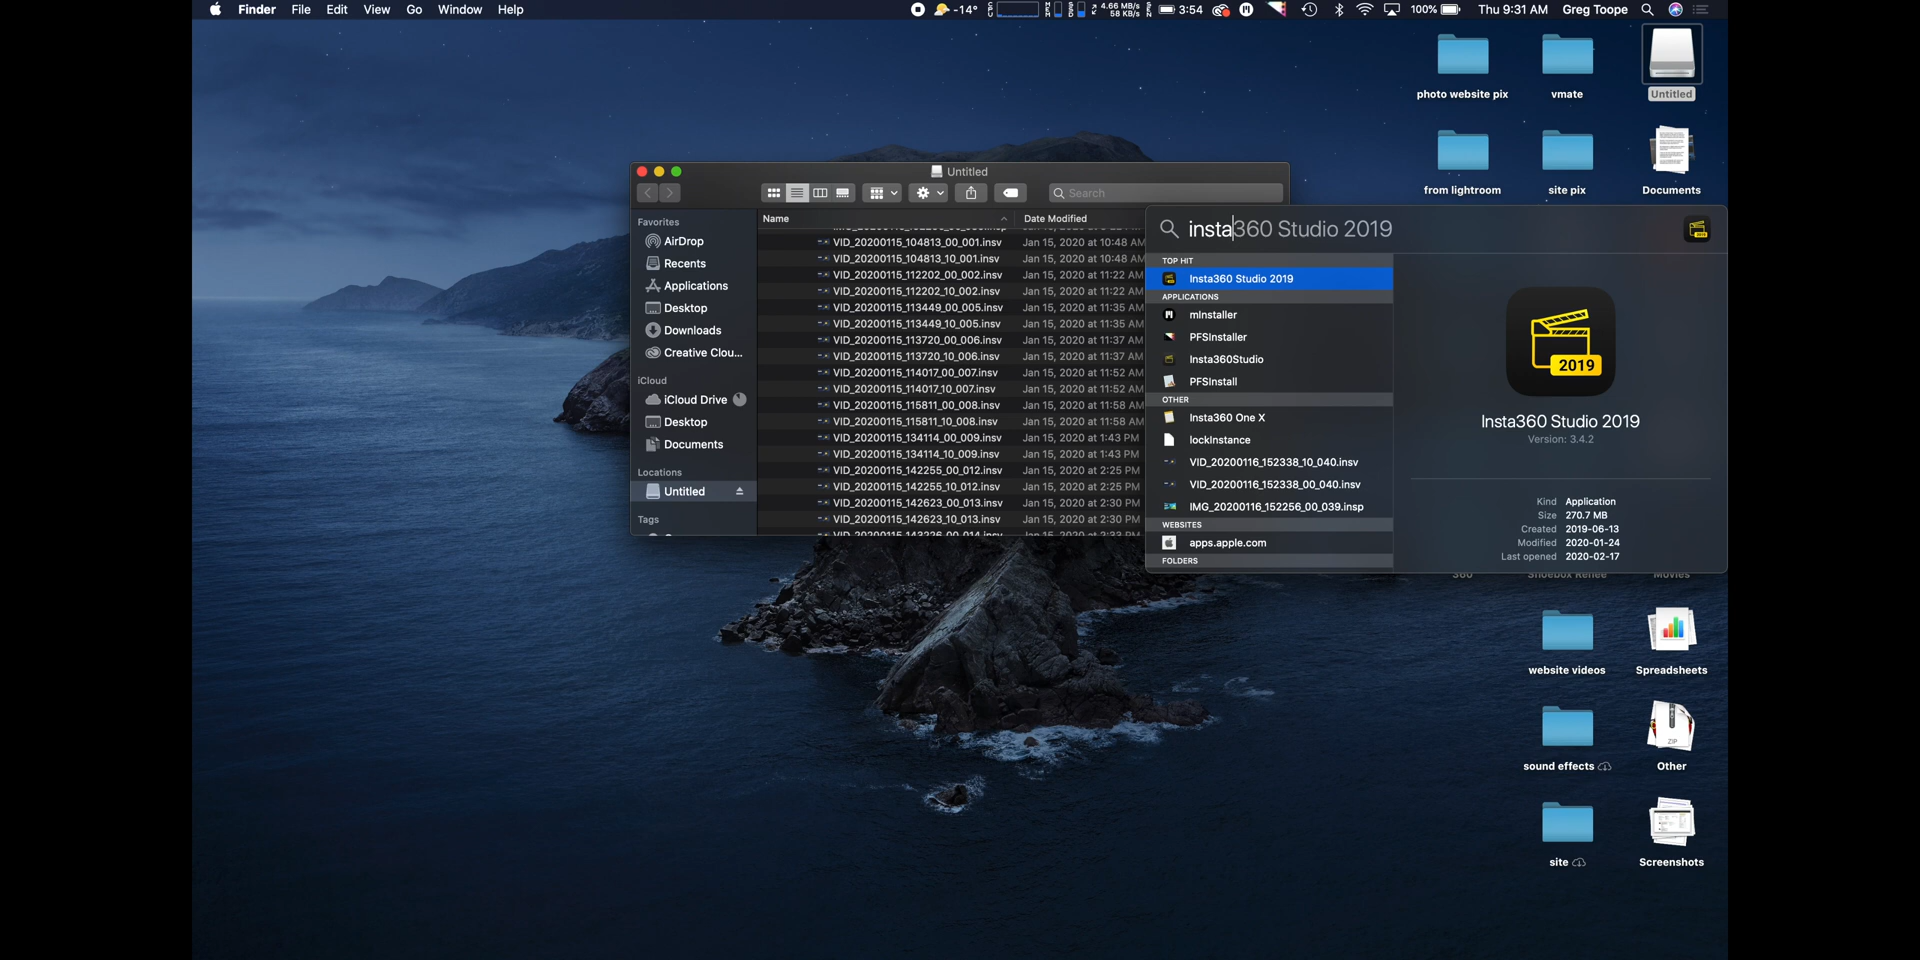 Finder File Edit View Go Window Help
-14° 4.66 MB/s 58 KB/s 3:54 100% Thu 9:31 AM Greg Toope
photo website pix
vmate
Untitled
from lightroom
site pix
Documents
Untitled
Search
Favorites
AirDrop
Recents
Applications
Desktop
Downloads
Creative Clou...
iCloud
iCloud Drive
Desktop
Documents
Locations
Untitled
Tags
Name
Date Modified
VID_20200115_104813_00_001.insv Jan 15, 2020 at 10:48 AM
VID_20200115_104813_10_001.insv Jan 15, 2020 at 10:48 AM
VID_20200115_112202_00_002.insv Jan 15, 2020 at 11:22 AM
VID_20200115_112202_10_002.insv Jan 15, 2020 at 11:22 AM
VID_20200115_113449_00_005.insv Jan 15, 2020 at 11:35 AM
VID_20200115_113449_10_005.insv Jan 15, 2020 at 11:35 AM
VID_20200115_113720_00_006.insv Jan 15, 2020 at 11:37 AM
VID_20200115_113720_10_006.insv Jan 15, 2020 at 11:37 AM
VID_20200115_114017_00_007.insv Jan 15, 2020 at 11:52 AM
VID_20200115_114017_10_007.insv Jan 15, 2020 at 11:52 AM
VID_20200115_115811_00_008.insv Jan 15, 2020 at 11:58 AM
VID_20200115_115811_10_008.insv Jan 15, 2020 at 11:58 AM
VID_20200115_134114_00_009.insv Jan 15, 2020 at 1:43 PM
VID_20200115_134114_10_009.insv Jan 15, 2020 at 1:43 PM
VID_20200115_142255_00_012.insv Jan 15, 2020 at 2:25 PM
VID_20200115_142255_10_012.insv Jan 15, 2020 at 2:25 PM
VID_20200115_142623_00_013.insv Jan 15, 2020 at 2:30 PM
VID_20200115_142623_10_013.insv Jan 15, 2020 at 2:30 PM
insta360 Studio 2019
TOP HIT
Insta360 Studio 2019
APPLICATIONS
mInstaller
PFSInstaller
Insta360Studio
PFSInstall
OTHER
Insta360 One X
lockInstance
VID_20200116_152338_10_040.insv
VID_20200116_152338_00_040.insv
IMG_20200116_152256_00_039.insp
WEBSITES
apps.apple.com
FOLDERS
2019
Insta360 Studio 2019
Version: 3.4.2
Kind Application
Size 270.7 MB
Created 2019-06-13
Modified 2020-01-24
Last opened 2020-02-17
360
Shoebox Renee
Movies
website videos
Spreadsheets
sound effects
ZIP
Other
site
Screenshots